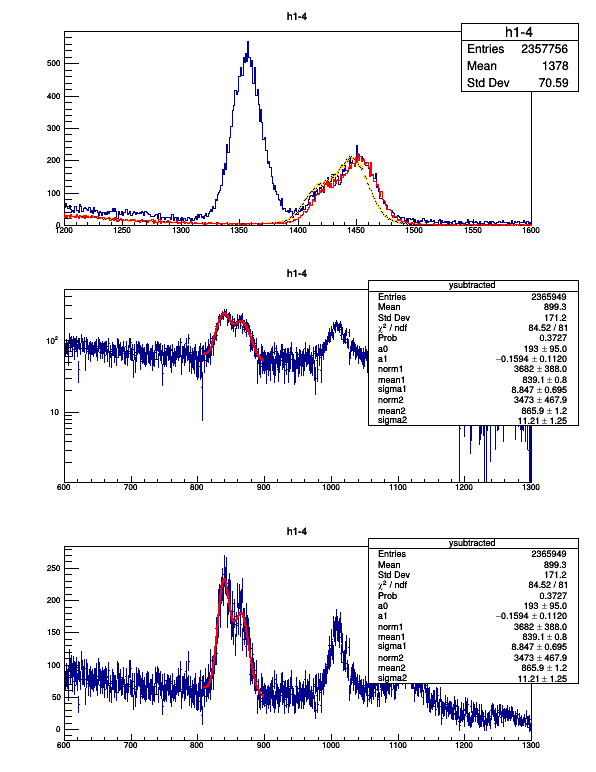 h1-4
h1-4
Entries 2357756
Mean 1378
Std Dev 70.59
500
400
300
200
100
0
1200 1250 1300 1350 1400 1450 1500 1550 1600
h1-4
ysubtracted
Entries 2365949
Mean 899.3
Std Dev 171.2
χ² / ndf 84.52 / 81
Prob 0.3727
a0 193 ± 95.0
a1 −0.1594 ± 0.1120
norm1 3682 ± 388.0
mean1 839.1 ± 0.8
sigma1 8.847 ± 0.695
norm2 3473 ± 467.9
mean2 865.9 ± 1.2
sigma2 11.21 ± 1.25
10²
10
600 700 800 900 1000 1100 1200 1300
h1-4
ysubtracted
Entries 2365949
Mean 899.3
Std Dev 171.2
χ² / ndf 84.52 / 81
Prob 0.3727
a0 193 ± 95.0
a1 −0.1594 ± 0.1120
norm1 3682 ± 388.0
mean1 839.1 ± 0.8
sigma1 8.847 ± 0.695
norm2 3473 ± 467.9
mean2 865.9 ± 1.2
sigma2 11.21 ± 1.25
250
200
150
100
50
0
600 700 800 900 1000 1100 1200 1300